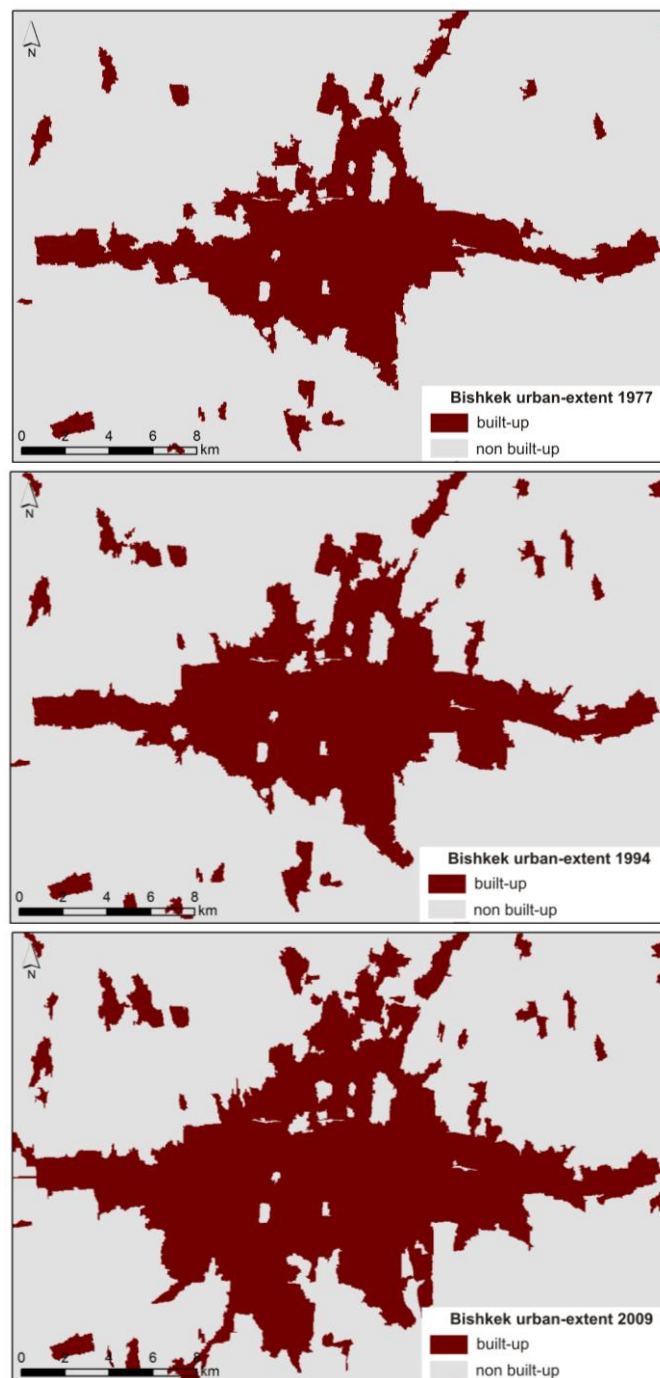 N
Bishkek urban-extent 1977
built-up
non built-up
0 2 4 6 8
km
N
Bishkek urban-extent 1994
built-up
non built-up
0 2 4 6 8
km
N
Bishkek urban-extent 2009
built-up
non built-up
0 2 4 6 8
km